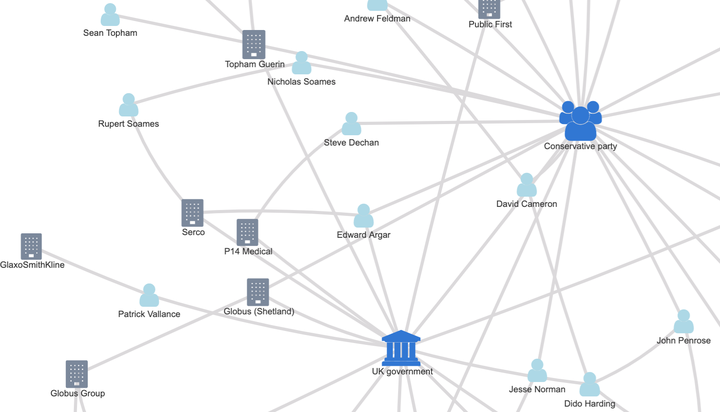 Andrew Feldman
Public First
Sean Topham
Topham Guerin
Nicholas Soames
Rupert Soames
Steve Dechan
Conservative party
David Cameron
Serco
Edward Argar
P14 Medical
GlaxoSmithKline
Patrick Vallance
Globus (Shetland)
John Penrose
UK government
Globus Group
Jesse Norman
Dido Harding